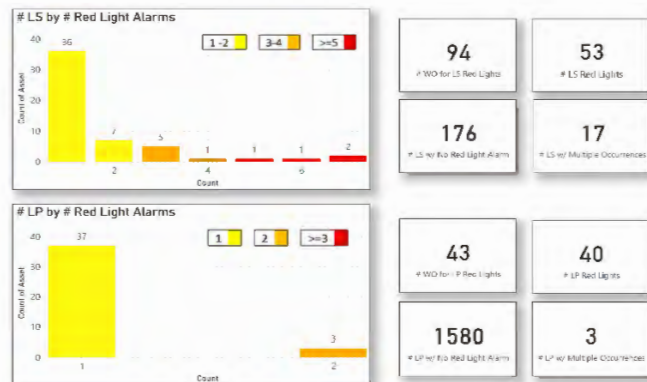 # LS by # Red Light Alarms
1-2
3-4
>=5
Count of Asset
40
30
20
10
0
36
7
5
1
1
1
2
2
4
6
Count
94
# WO for LS Red Lights
53
# LS Red Lights
176
# LS w/ No Red Light Alarm
17
# LS w/ Multiple Occurrences
# LP by # Red Light Alarms
1
2
>=3
Count of Asset
40
30
20
10
0
37
3
1
2
Count
43
# WO for LP Red Lights
40
# LP Red Lights
1580
# LP w/ No Red Light Alarm
3
# LP w/ Multiple Occurrences